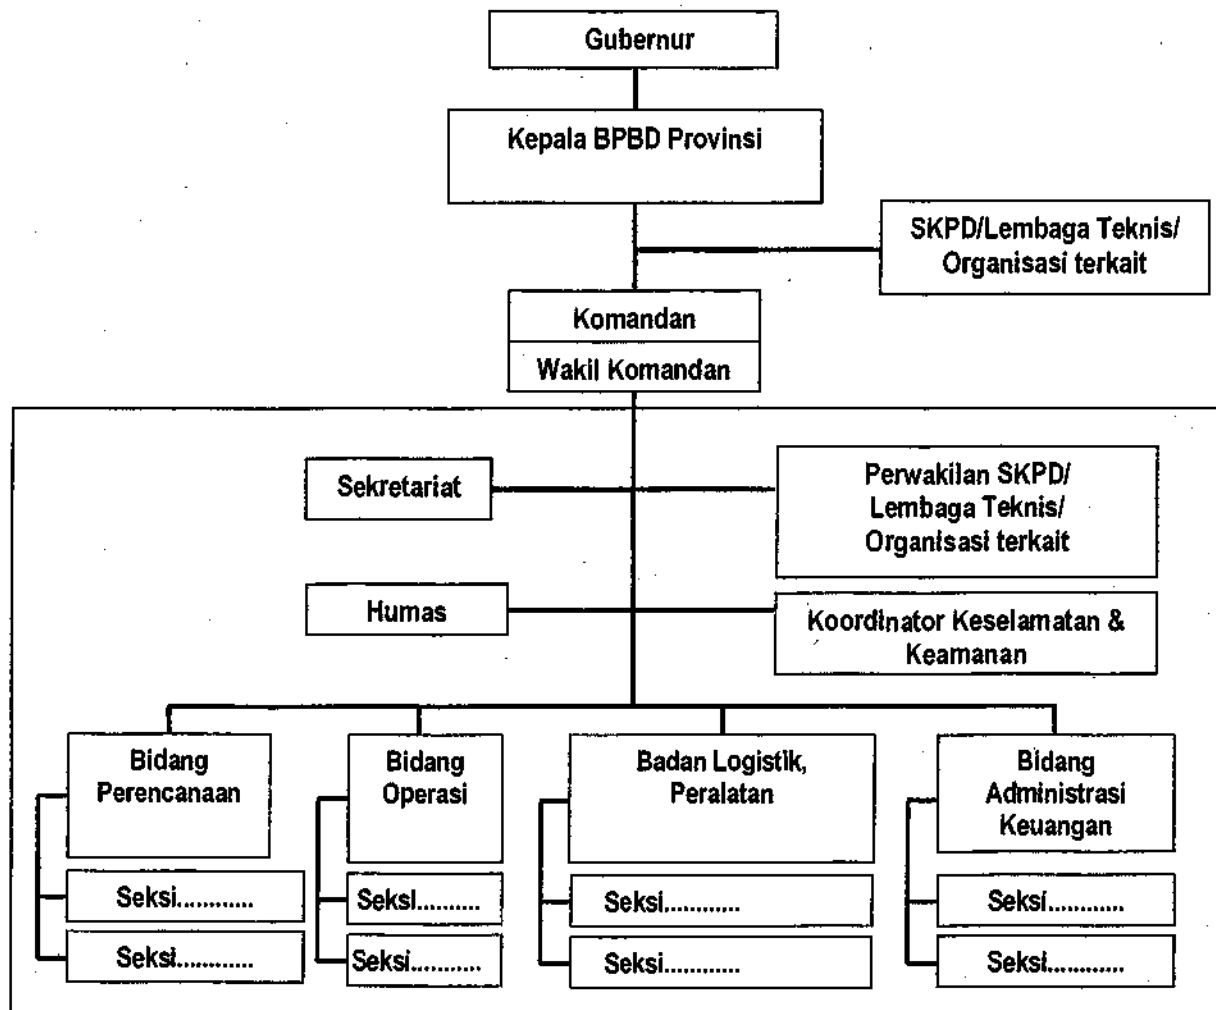 Gubernur
Kepala BPBD Provinsi
SKPD/Lembaga Teknis/
Organisasi terkait
Komandan
Wakil Komandan
Sekretariat
Perwakilan SKPD/
Lembaga Teknis/
Organisasi terkait
Humas
Koordinator Keselamatan &
Keamanan
Bidang
Perencanaan
Seksi............
Seksi............
Bidang
Operasi
Seksi..........
Seksi...........
Badan Logistik,
Peralatan
Seksi............
Seksi............
Bidang
Administrasi
Keuangan
Seksi............
Seksi............